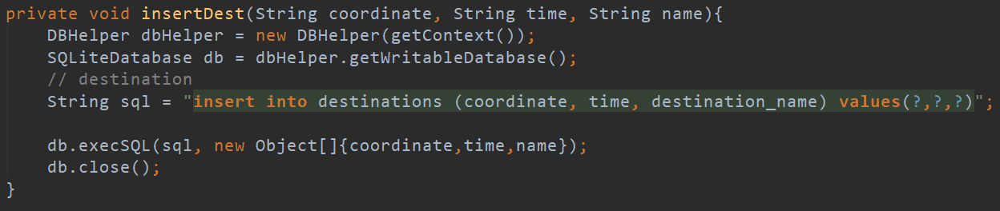 private void insertDest(String coordinate, String time, String name){
    DBHelper dbHelper = new DBHelper(getContext());
    SQLiteDatabase db = dbHelper.getWritableDatabase();
    // destination
    String sql = "insert into destinations (coordinate, time, destination_name) values(?,?,?)";
    db.execSQL(sql, new Object[]{coordinate,time,name});
    db.close();
}